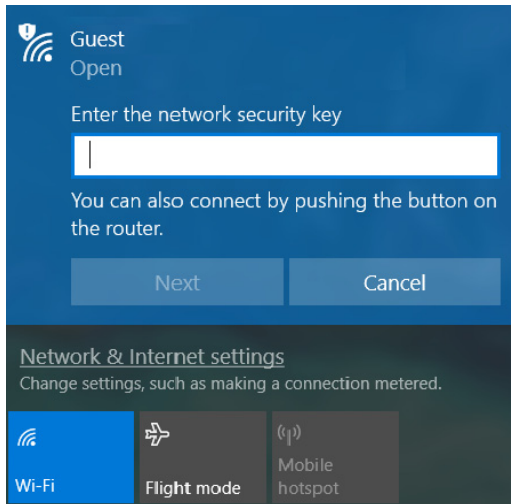 Guest
Open
Enter the network security key
You can also connect by pushing the button on
the router.
Next
Cancel
Network & Internet settings
Change settings, such as making a connection metered.
Wi-Fi
Flight mode
Mobile
hotspot